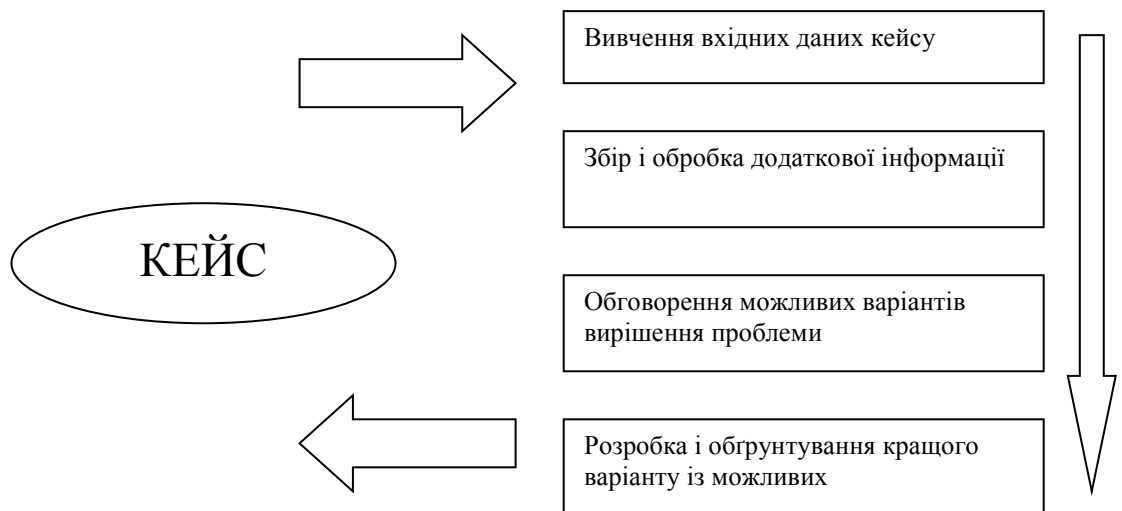 Вивчення вхідних даних кейсу
Збір і обробка додаткової інформації
КЕЙС
Обговорення можливих варіантів
вирішення проблеми
Розробка і обґрунтування кращого
варіанту із можливих